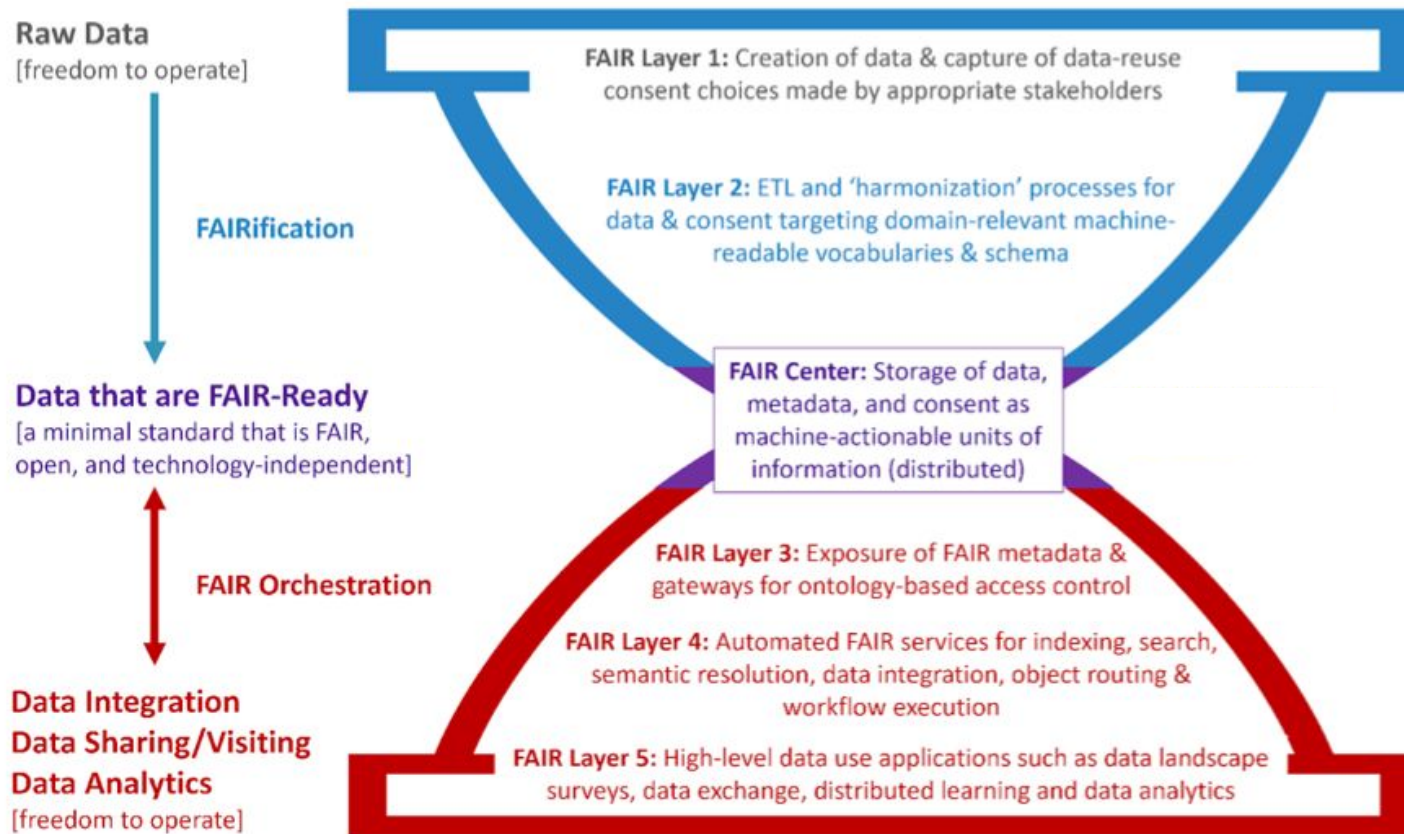 Raw Data
[freedom to operate]
FAIRification
Data that are FAIR-Ready
[a minimal standard that is FAIR,
open, and technology-independent]
FAIR Orchestration
Data Integration
Data Sharing/Visiting
Data Analytics
[freedom to operate]
FAIR Layer 1: Creation of data & capture of data-reuse
consent choices made by appropriate stakeholders
FAIR Layer 2: ETL and ‘harmonization’ processes for
data & consent targeting domain-relevant machine-
readable vocabularies & schema
FAIR Center: Storage of data,
metadata, and consent as
machine-actionable units of
information (distributed)
FAIR Layer 3: Exposure of FAIR metadata &
gateways for ontology-based access control
FAIR Layer 4: Automated FAIR services for indexing, search,
semantic resolution, data integration, object routing &
workflow execution
FAIR Layer 5: High-level data use applications such as data landscape
surveys, data exchange, distributed learning and data analytics